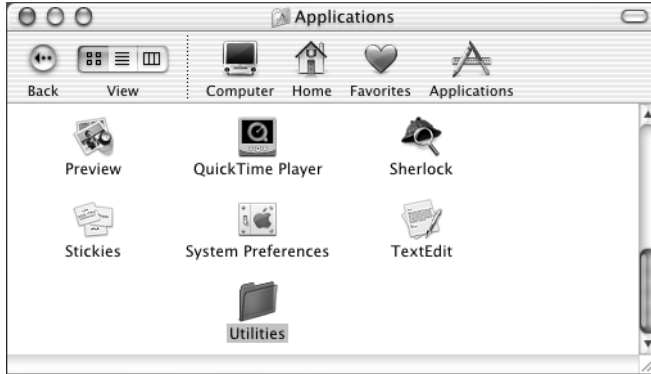 Applications
Back View Computer Home Favorites Applications
Preview QuickTime Player Sherlock
Stickies System Preferences TextEdit
Utilities